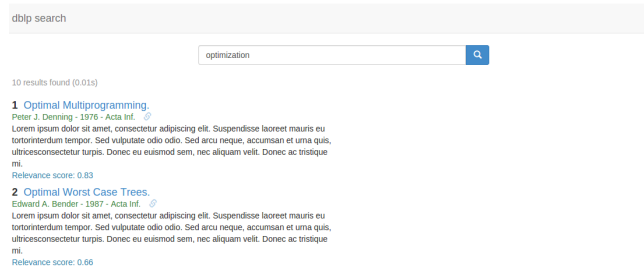 dblp search
optimization
10 results found (0.01s)
1 Optimal Multiprogramming.
Peter J. Denning - 1976 - Acta Inf.
Lorem ipsum dolor sit amet, consectetur adipiscing elit. Suspendisse laoreet mauris eu
tortorinterdum tempor. Sed vulputate odio odio. Sed arcu neque, accumsan et urna quis,
ultricesconsectetur turpis. Donec eu euismod sem, nec aliquam velit. Donec ac tristique
mi.
Relevance score: 0.83
2 Optimal Worst Case Trees.
Edward A. Bender - 1987 - Acta Inf.
Lorem ipsum dolor sit amet, consectetur adipiscing elit. Suspendisse laoreet mauris eu
tortorinterdum tempor. Sed vulputate odio odio. Sed arcu neque, accumsan et urna quis,
ultricesconsectetur turpis. Donec eu euismod sem, nec aliquam velit. Donec ac tristique
mi.
Relevance score: 0.66